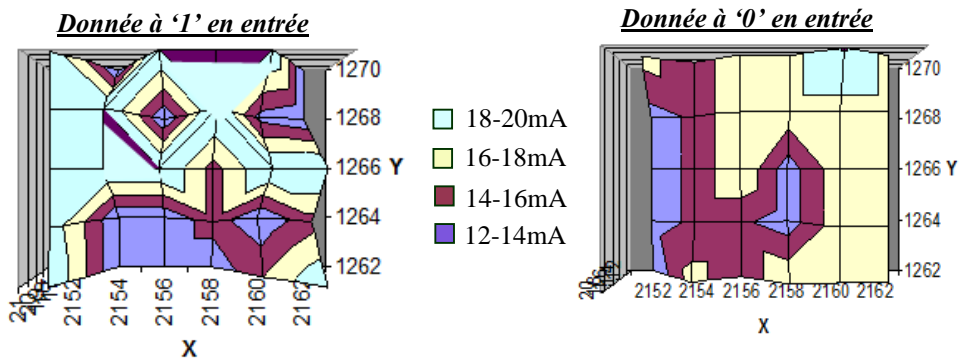 Donnée à ‘1’ en entrée
Donnée à ‘0’ en entrée
1270
1268
1266 Y
1264
1262
2152 2154 2156 2158 2160 2162
X
18-20mA
16-18mA
14-16mA
12-14mA
1270
1268
1266 Y
1264
1262
2152 2154 2156 2158 2160 2162
X